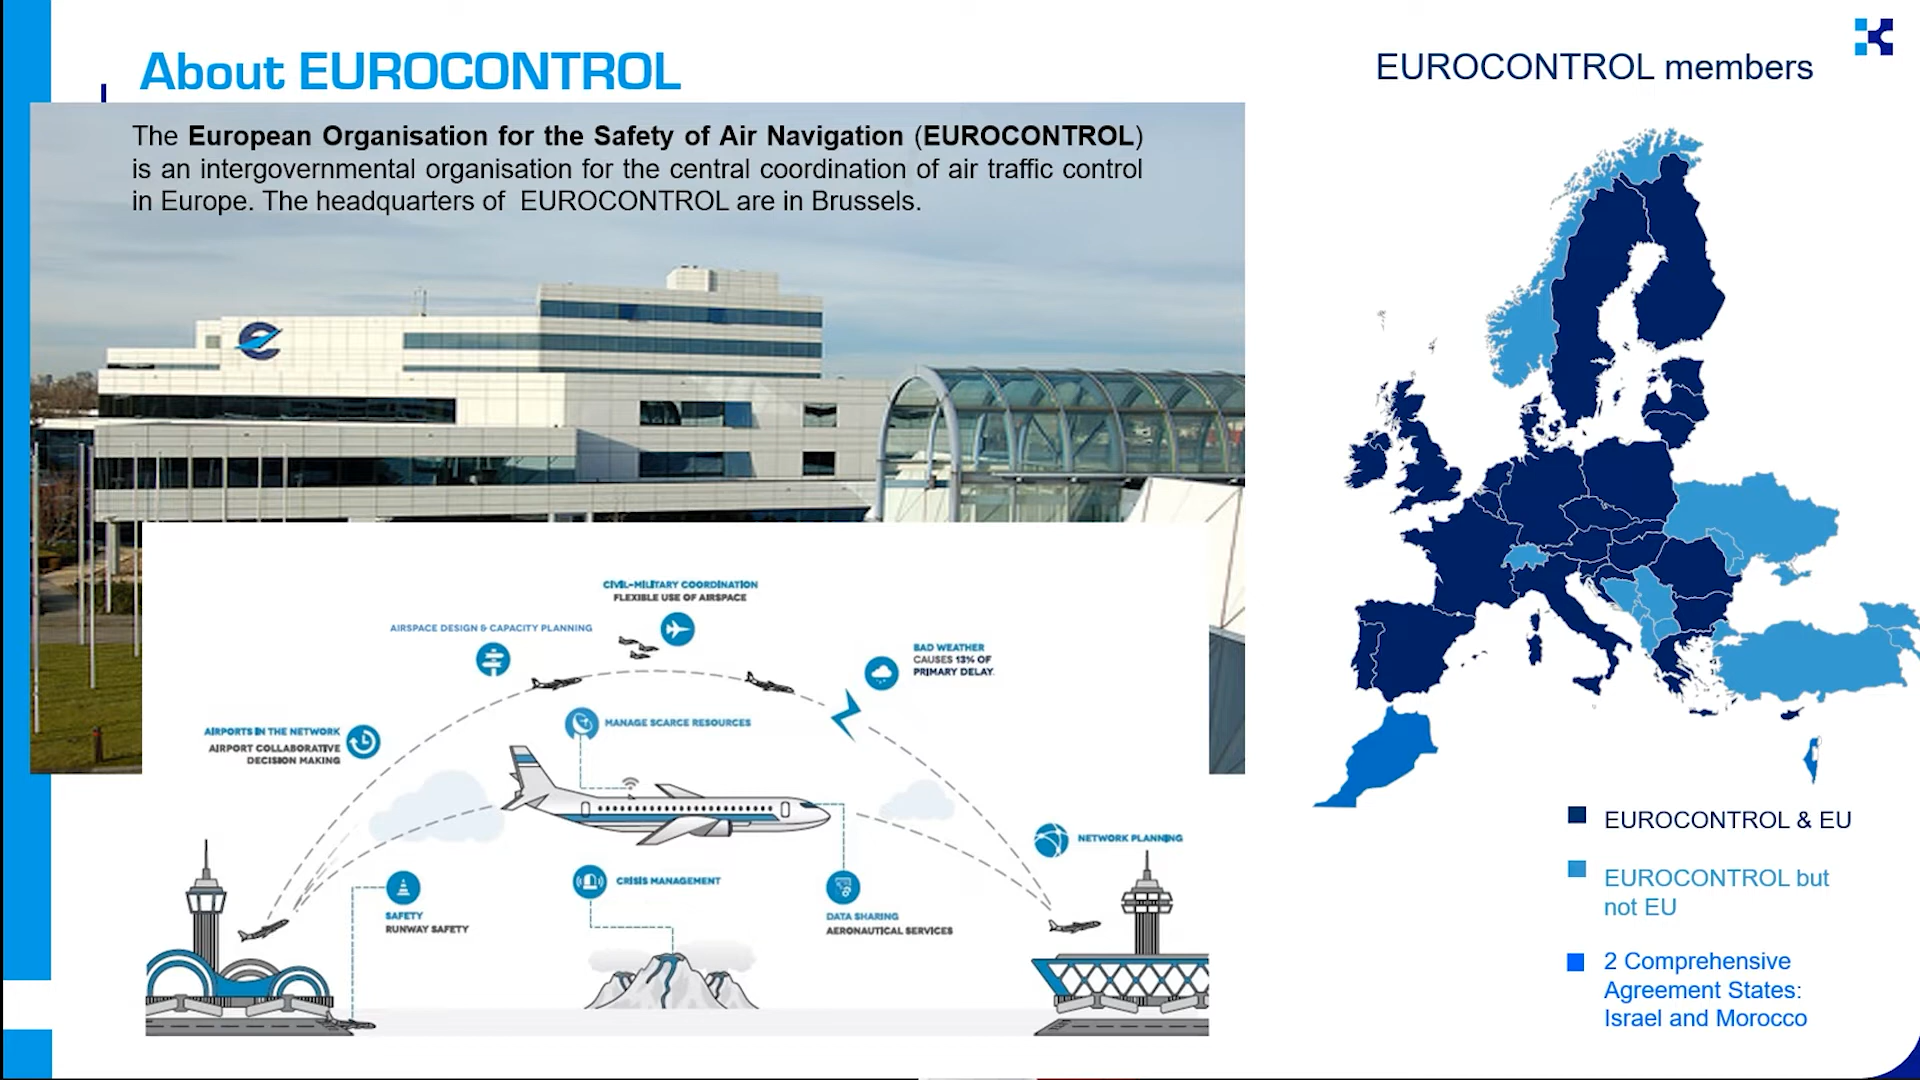 About EUROCONTROL
The European Organisation for the Safety of Air Navigation (EUROCONTROL)
is an intergovernmental organisation for the central coordination of air traffic control
in Europe. The headquarters of EUROCONTROL are in Brussels.
CIVIL-MILITARY COORDINATION
FLEXIBLE USE OF AIRSPACE
AIRSPACE DESIGN & CAPACITY PLANNING
BAD WEATHER
CAUSES 13% OF
PRIMARY DELAY.
AIRPORTS IN THE NETWORK
AIRPORT COLLABORATIVE
DECISION MAKING
MANAGE SCARCE RESOURCES
NETWORK PLANNING
CRISIS MANAGEMENT
SAFETY
RUNWAY SAFETY
DATA SHARING
AERONAUTICAL SERVICES
EUROCONTROL members
EUROCONTROL & EU
EUROCONTROL but
not EU
2 Comprehensive
Agreement States:
Israel and Morocco